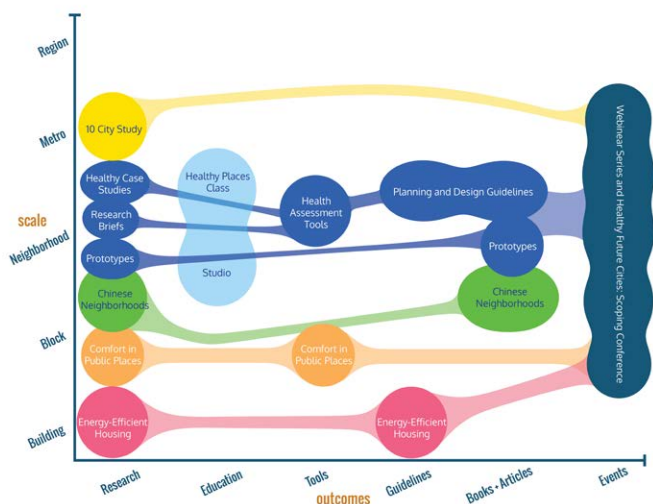 Region
Metro
scale
Neighborhood
Block
Building
10 City Study
Healthy Case
Studies
Research
Briefs
Prototypes
Chinese
Neighborhoods
Comfort in
Public Places
Energy-Efficient
Housing
Healthy Places
Class
Studio
Health
Assessment
Tools
Comfort in
Public Places
Planning and Design Guidelines
Energy-Efficient
Housing
Prototypes
Chinese
Neighborhoods
Webinear Series and Healthy Future Cities: Scoping Conference
Research
Education
Tools
Guidelines
Books + Articles
Events
outcomes